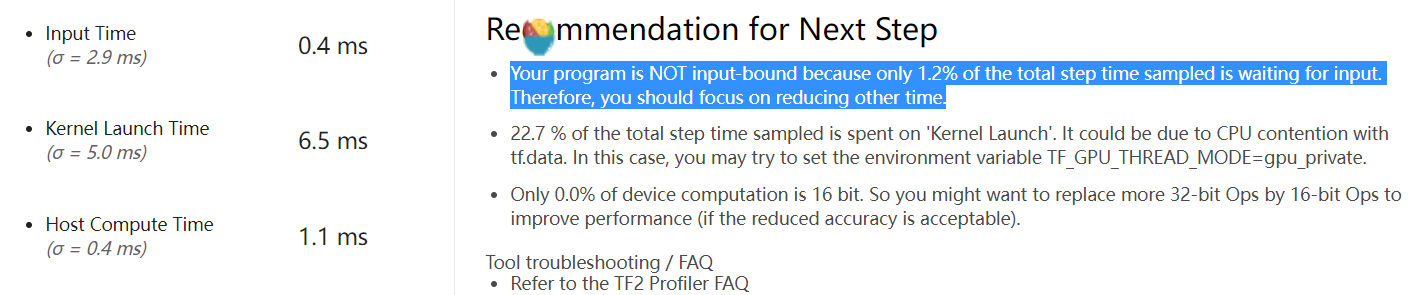 Input Time
(σ = 2.9 ms)
0.4 ms
Kernel Launch Time
(σ = 5.0 ms)
6.5 ms
Host Compute Time
(σ = 0.4 ms)
1.1 ms
Re mmendation for Next Step
Your program is NOT input-bound because only 1.2% of the total step time sampled is waiting for input.
Therefore, you should focus on reducing other time.
22.7 % of the total step time sampled is spent on 'Kernel Launch'. It could be due to CPU contention with
tf.data. In this case, you may try to set the environment variable TF_GPU_THREAD_MODE=gpu_private.
Only 0.0% of device computation is 16 bit. So you might want to replace more 32-bit Ops by 16-bit Ops to
improve performance (if the reduced accuracy is acceptable).
Tool troubleshooting / FAQ
Refer to the TF2 Profiler FAQ